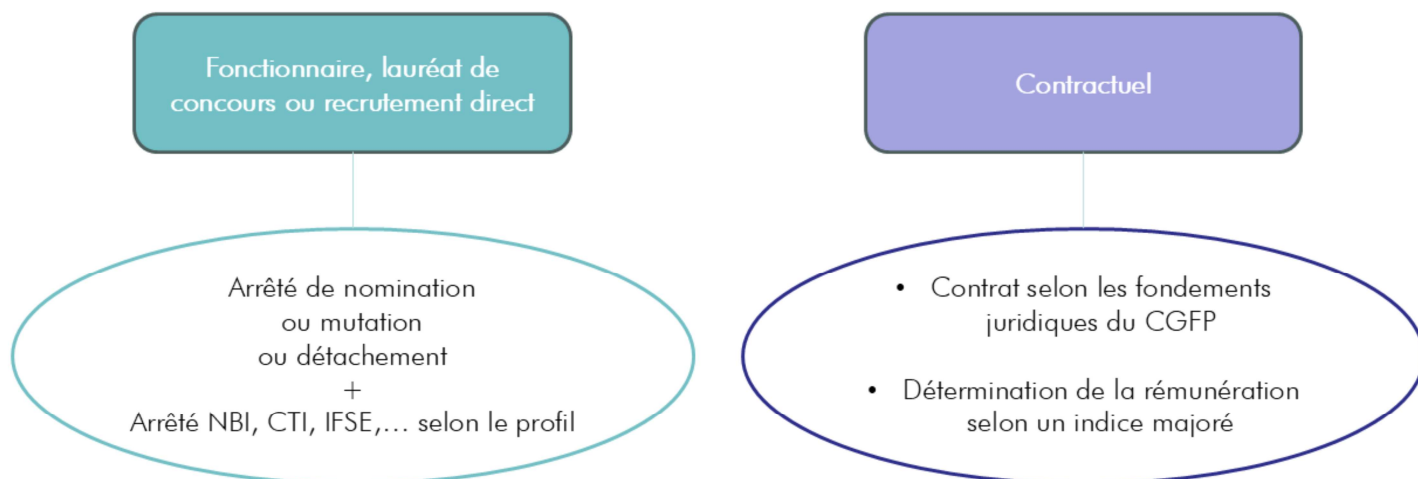 Fonctionnaire, lauréat de
concours ou recrutement direct
Arrêté de nomination
ou mutation
ou détachement
+
Arrêté NBI, CTI, IFSE,... selon le profil
Contractuel
• Contrat selon les fondements
juridiques du CGFP
• Détermination de la rémunération
selon un indice majoré